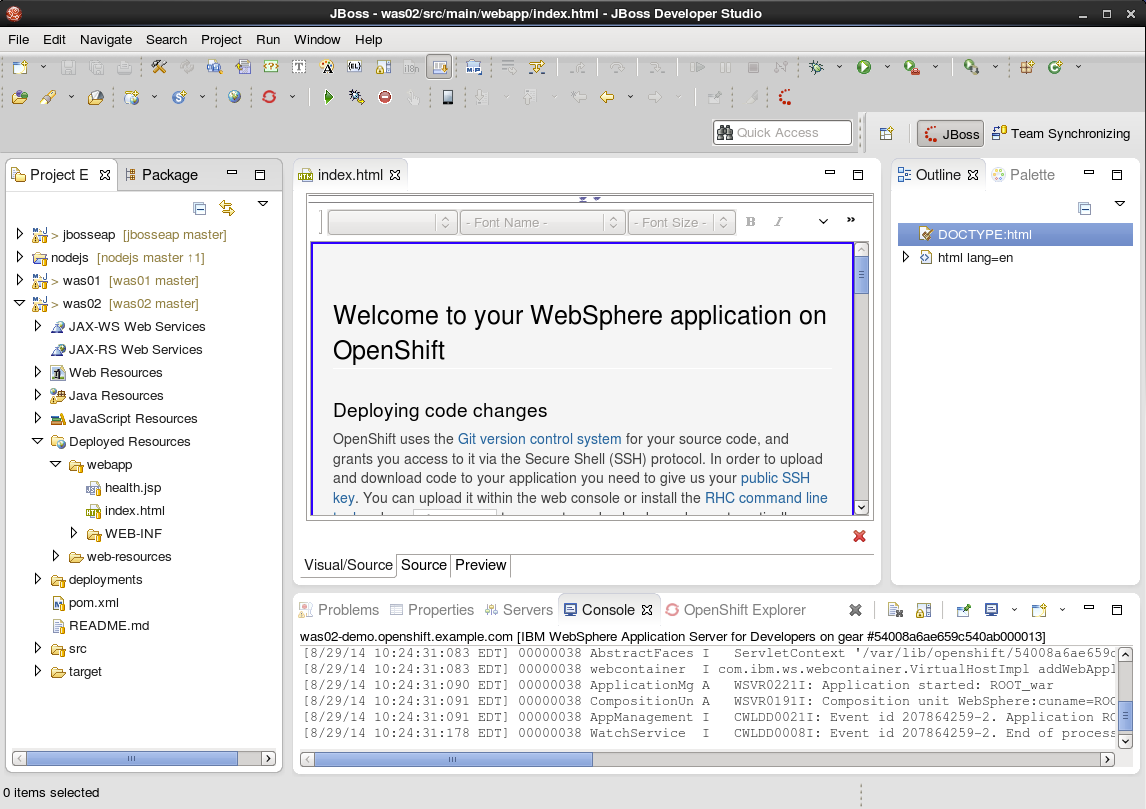 JBoss - was02/src/main/webapp/index.html - JBoss Developer Studio
File Edit Navigate Search Project Run Window Help
Quick Access
JBoss
Team Synchronizing
Project E
Package
> jbosseap [jbosseap master]
nodejs [nodejs master ↑1]
> was01 [was01 master]
> was02 [was02 master]
JAX-WS Web Services
JAX-RS Web Services
Web Resources
Java Resources
JavaScript Resources
Deployed Resources
webapp
health.jsp
index.html
WEB-INF
web-resources
deployments
pom.xml
README.md
src
target
index.html
- Font Name -
- Font Size -
B I
Welcome to your WebSphere application on
OpenShift
Deploying code changes
OpenShift uses the Git version control system for your source code, and
grants you access to it via the Secure Shell (SSH) protocol. In order to upload
and download code to your application you need to give us your public SSH
key. You can upload it within the web console or install the RHC command line
Visual/Source Source Preview
Outline
Palette
DOCTYPE:html
html lang=en
Problems Properties Servers Console OpenShift Explorer
was02-demo.openshift.example.com [IBM WebSphere Application Server for Developers on gear #54008a6ae659c540ab000013]
[8/29/14 10:24:31:083 EDT] 00000038 AbstractFaces I ServletContext '/var/lib/openshift/54008a6ae659c
[8/29/14 10:24:31:083 EDT] 00000038 webcontainer I com.ibm.ws.webcontainer.VirtualHostImpl addWebAppl
[8/29/14 10:24:31:090 EDT] 00000038 ApplicationMg A WSVR0221I: Application started: ROOT_war
[8/29/14 10:24:31:091 EDT] 00000038 CompositionUn A WSVR0191I: Composition unit WebSphere:cuname=ROO
[8/29/14 10:24:31:091 EDT] 00000038 AppManagement I CWLDD0021I: Event id 207864259-2. Application RO
[8/29/14 10:24:31:178 EDT] 00000038 WatchService I CWLDD0008I: Event id 207864259-2. End of process
0 items selected